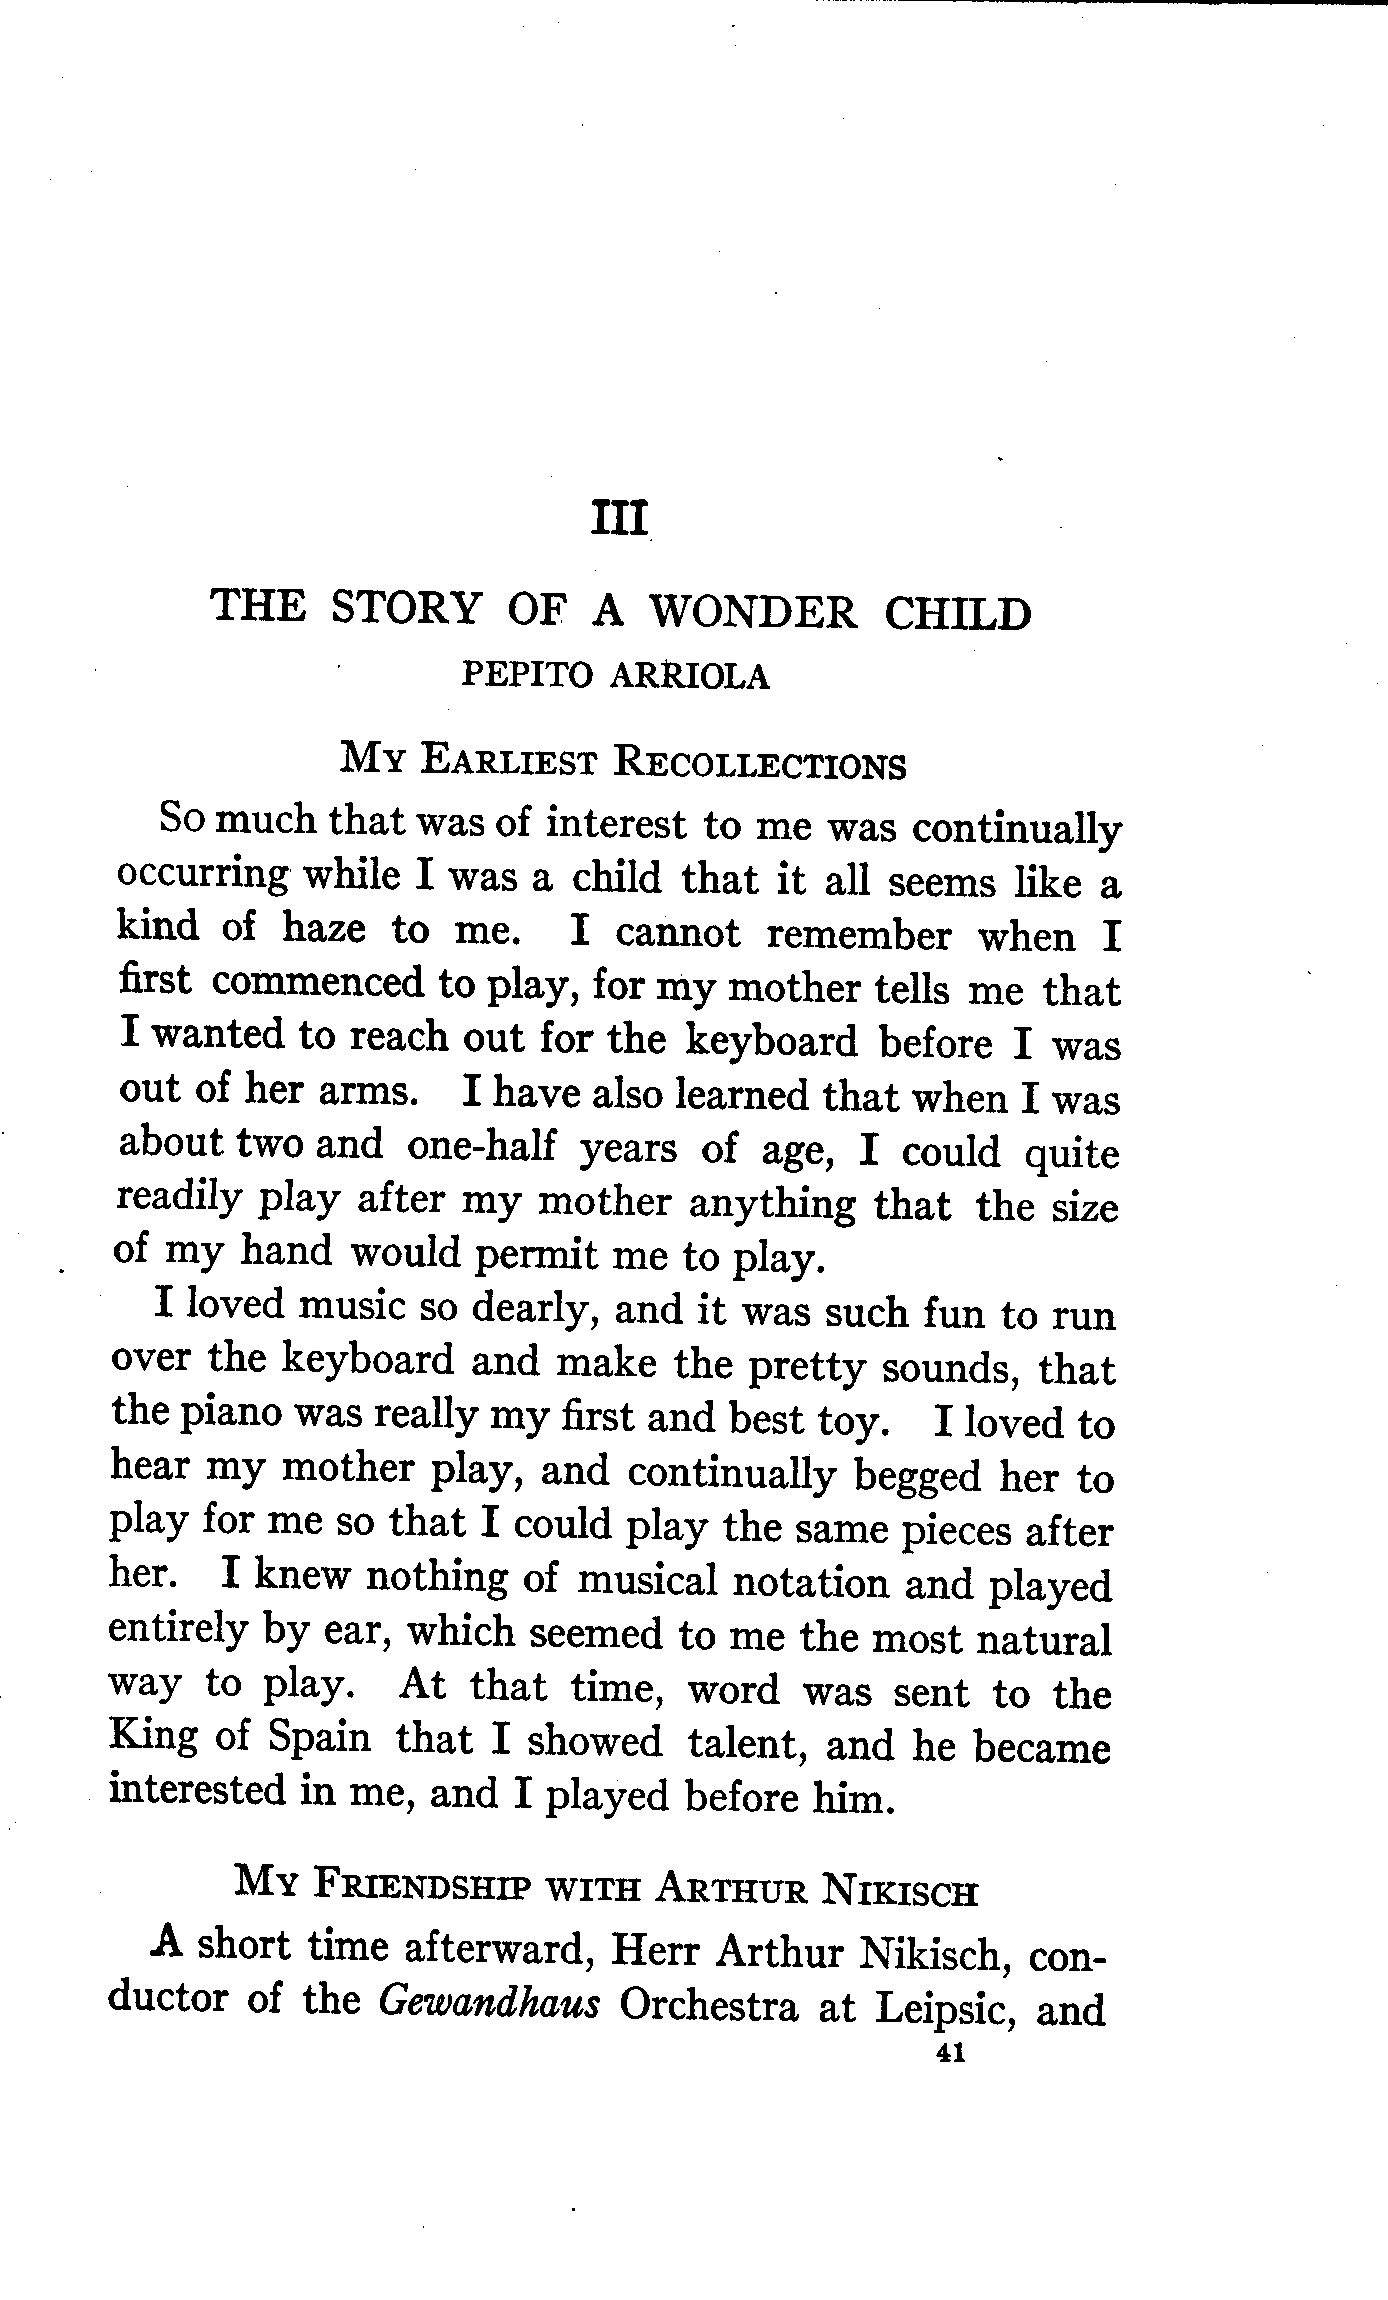 III
THE STORY OF A WONDER CHILD
PEPITO ARRIOLA
My Earliest Recollections
So much that was of interest to me was continually
occurring while I was a child that it all seems like a
kind of haze to me. I cannot remember when I
first commenced to play, for my mother tells me that
I wanted to reach out for the keyboard before I was
out of her arms. I have also learned that when I was
about two and one-half years of age, I could quite
readily play after my mother anything that the size
of my hand would permit me to play.
I loved music so dearly, and it was such fun to run
over the keyboard and make the pretty sounds, that
the piano was really my first and best toy. I loved to
hear my mother play, and continually begged her to
play for me so that I could play the same pieces after
her. I knew nothing of musical notation and played
entirely by ear, which seemed to me the most natural
way to play. At that time, word was sent to the
King of Spain that I showed talent, and he became
interested in me, and I played before him.
My Friendship with Arthur Nikisch
A short time afterward, Herr Arthur Nikisch, con-
ductor of the Gewandhaus Orchestra at Leipsic, and
41